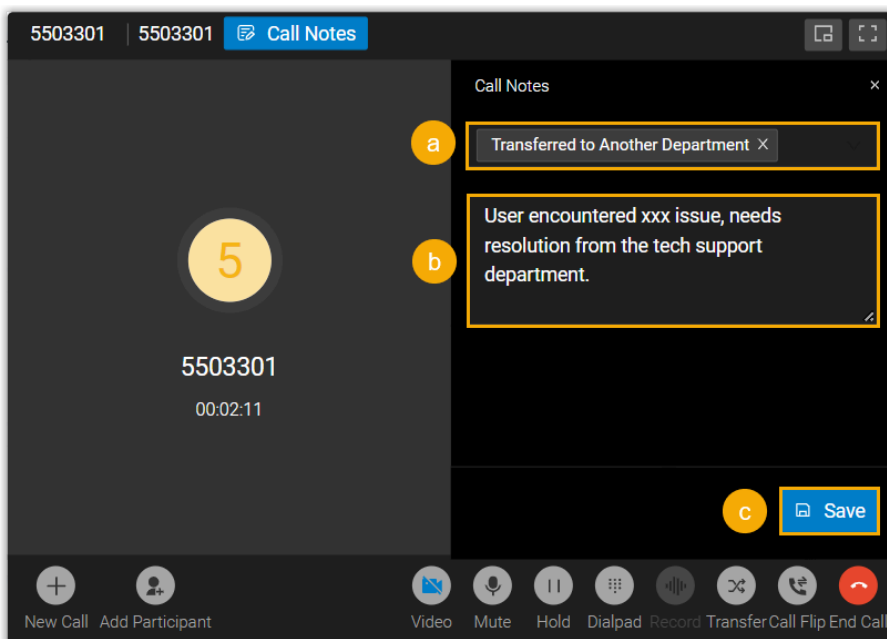 5503301 5503301 Call Notes
Call Notes ×
a Transferred to Another Department X
b User encountered xxx issue, needs
resolution from the tech support
department.
5
5503301
00:02:11
c Save
New Call Add Participant Video Mute Hold Dialpad Record Transfer Call Flip End Call